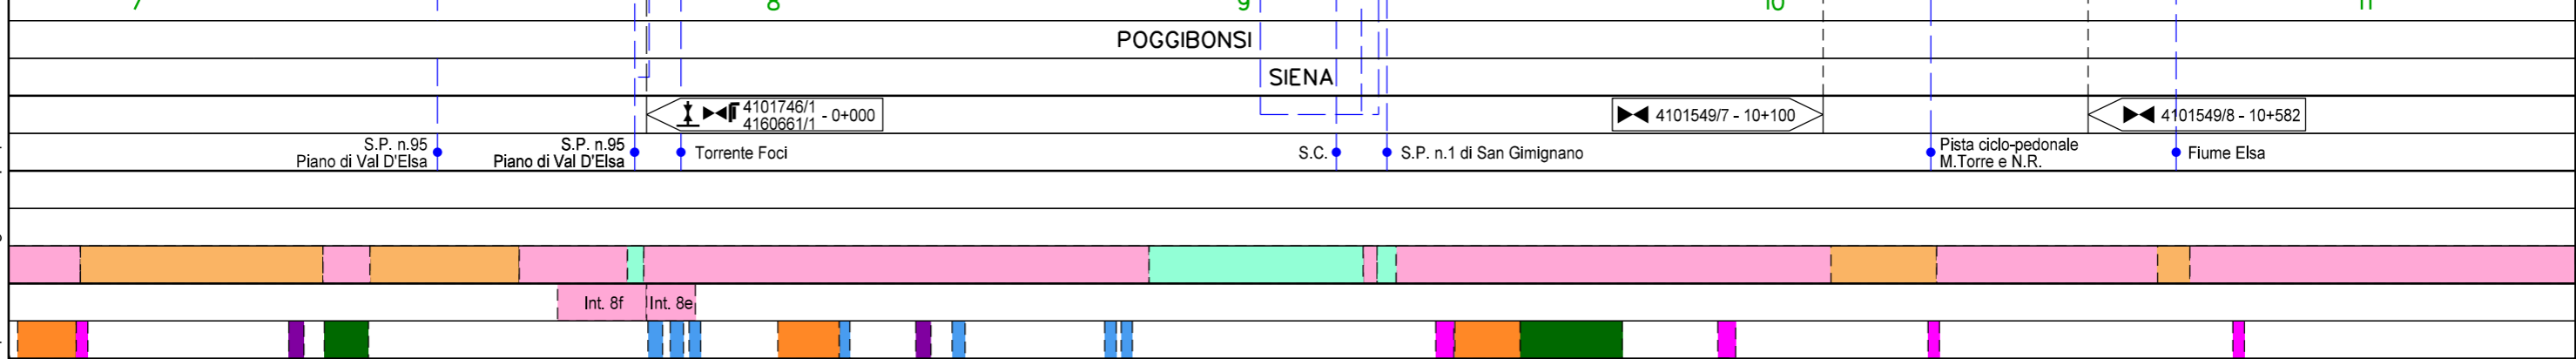 7 8 9 10 11
POGGIBONSI
SIENA
4101746/1
4160661/1 - 0+000
4101549/7 - 10+100
4101549/8 - 10+582
S.P. n.95
Piano di Val D'Elsa
S.P. n.95
Piano di Val D'Elsa
Torrente Foci
S.C.
S.P. n.1 di San Gimignano
Pista ciclo-pedonale
M.Torre e N.R.
Fiume Elsa
Int. 8f
Int. 8e